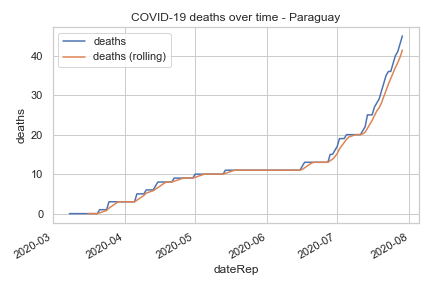 COVID-19 deaths over time - Paraguay
deaths
deaths (rolling)
deaths
40
30
20
10
0
2020-03
2020-04
2020-05
2020-06
2020-07
2020-08
dateRep